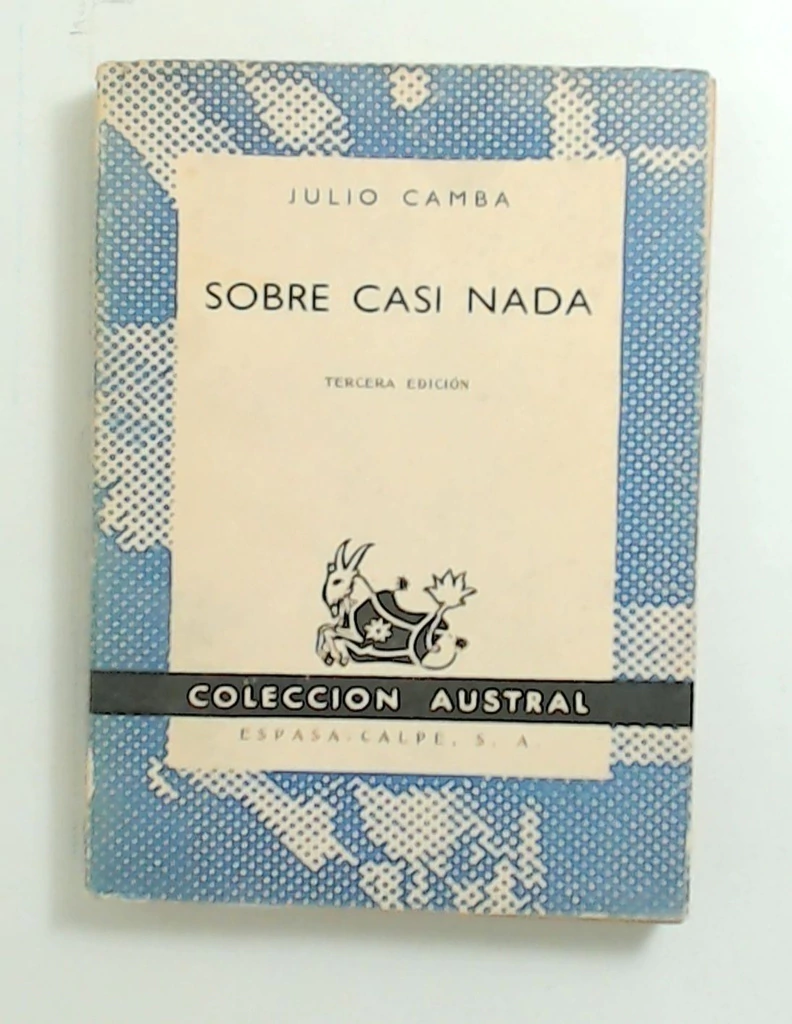 JULIO CAMBA
SOBRE CASI NADA
TERCERA EDICIÓN
COLECCION AUSTRAL
ESPASA-CALPE, S. A.